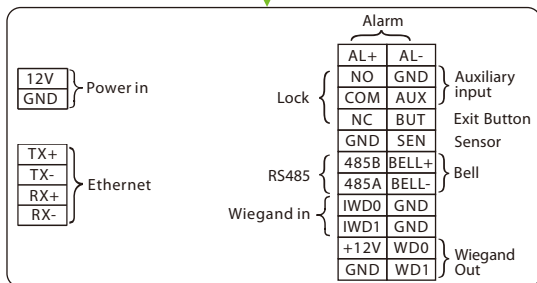 Alarm
AL+ AL-
12V
GND
Power in
Lock
NO GND
COM AUX
NC BUT
Auxiliary
input
Exit Button
GND SEN
Sensor
TX+
TX-
RX+
RX-
Ethernet
RS485
485B BELL+
485A BELL-
Bell
Wiegand in
IWD0 GND
IWD1 GND
+12V WD0
GND WD1
Wiegand
Out